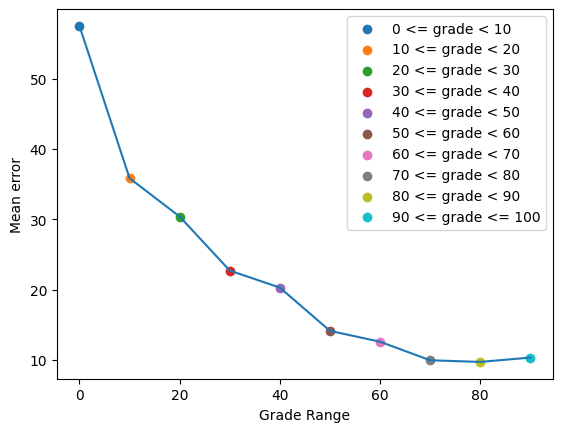 0 <= grade < 10
10 <= grade < 20
20 <= grade < 30
30 <= grade < 40
40 <= grade < 50
50 <= grade < 60
60 <= grade < 70
70 <= grade < 80
80 <= grade < 90
90 <= grade <= 100
Mean error
50
40
30
20
10
0 20 40 60 80
Grade Range